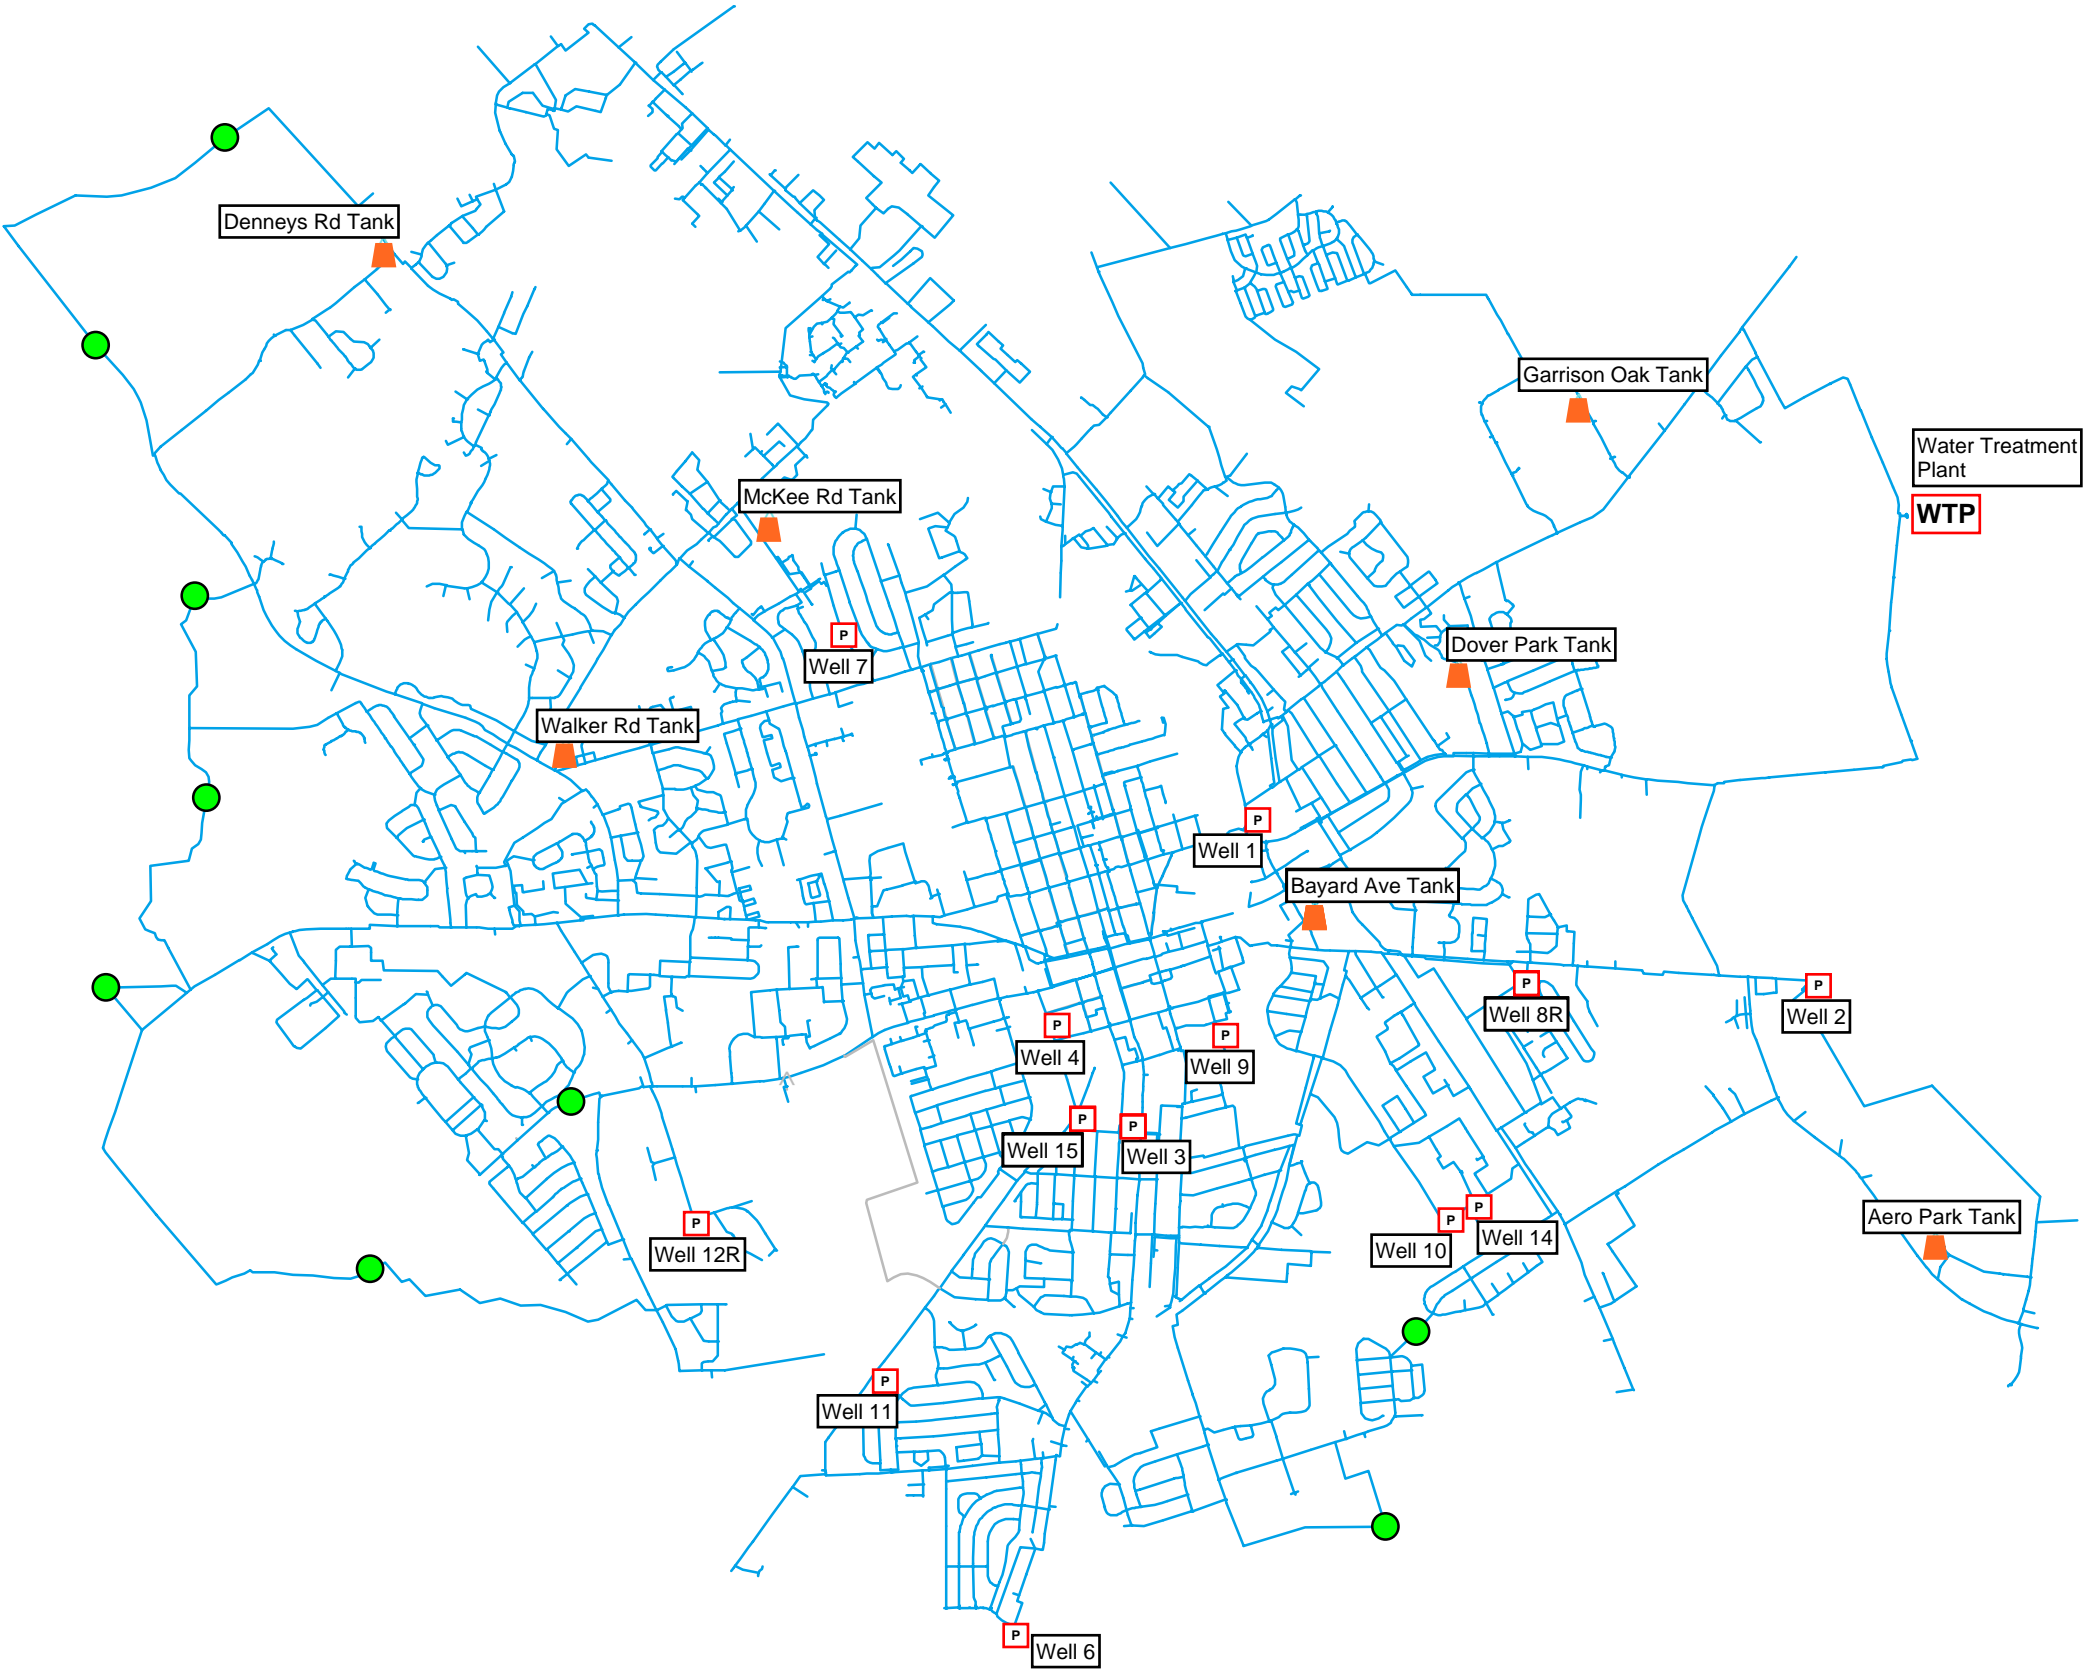 Denneys Rd Tank
Garrison Oak Tank
Water Treatment
Plant
WTP
McKee Rd Tank
P
Well 7
Dover Park Tank
Walker Rd Tank
P
Well 1
Bayard Ave Tank
P
Well 8R
P
Well 2
P
Well 4
P
Well 9
P
Well 15
P
Well 3
P
Well 12R
P
Well 10
P
Well 14
Aero Park Tank
P
Well 11
P
Well 6